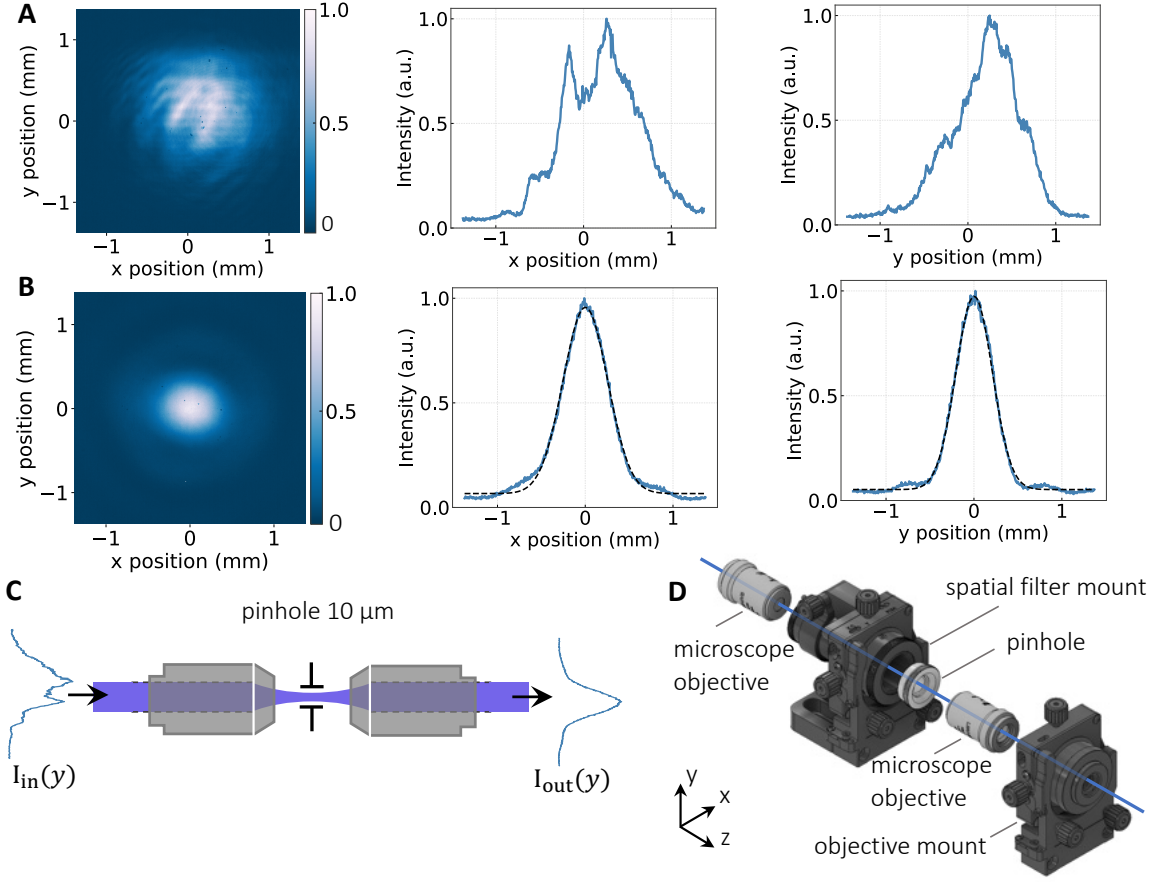 A
1
0
−1
y position (mm)
−1
0
1
x position (mm)
1.0
0.5
0
1.0
0.5
0.0
Intensity (a.u.)
−1
0
1
x position (mm)
1.0
0.5
0.0
Intensity (a.u.)
−1
0
1
y position (mm)
B
1
0
−1
y position (mm)
−1
0
1
x position (mm)
1.0
0.5
0
1.0
0.5
0.0
Intensity (a.u.)
−1
0
1
x position (mm)
1.0
0.5
0.0
Intensity (a.u.)
−1
0
1
y position (mm)
C
pinhole 10 μm
I_in(y)
I_out(y)
D
spatial filter mount
pinhole
microscope
objective
microscope
objective
objective mount
y
x
z